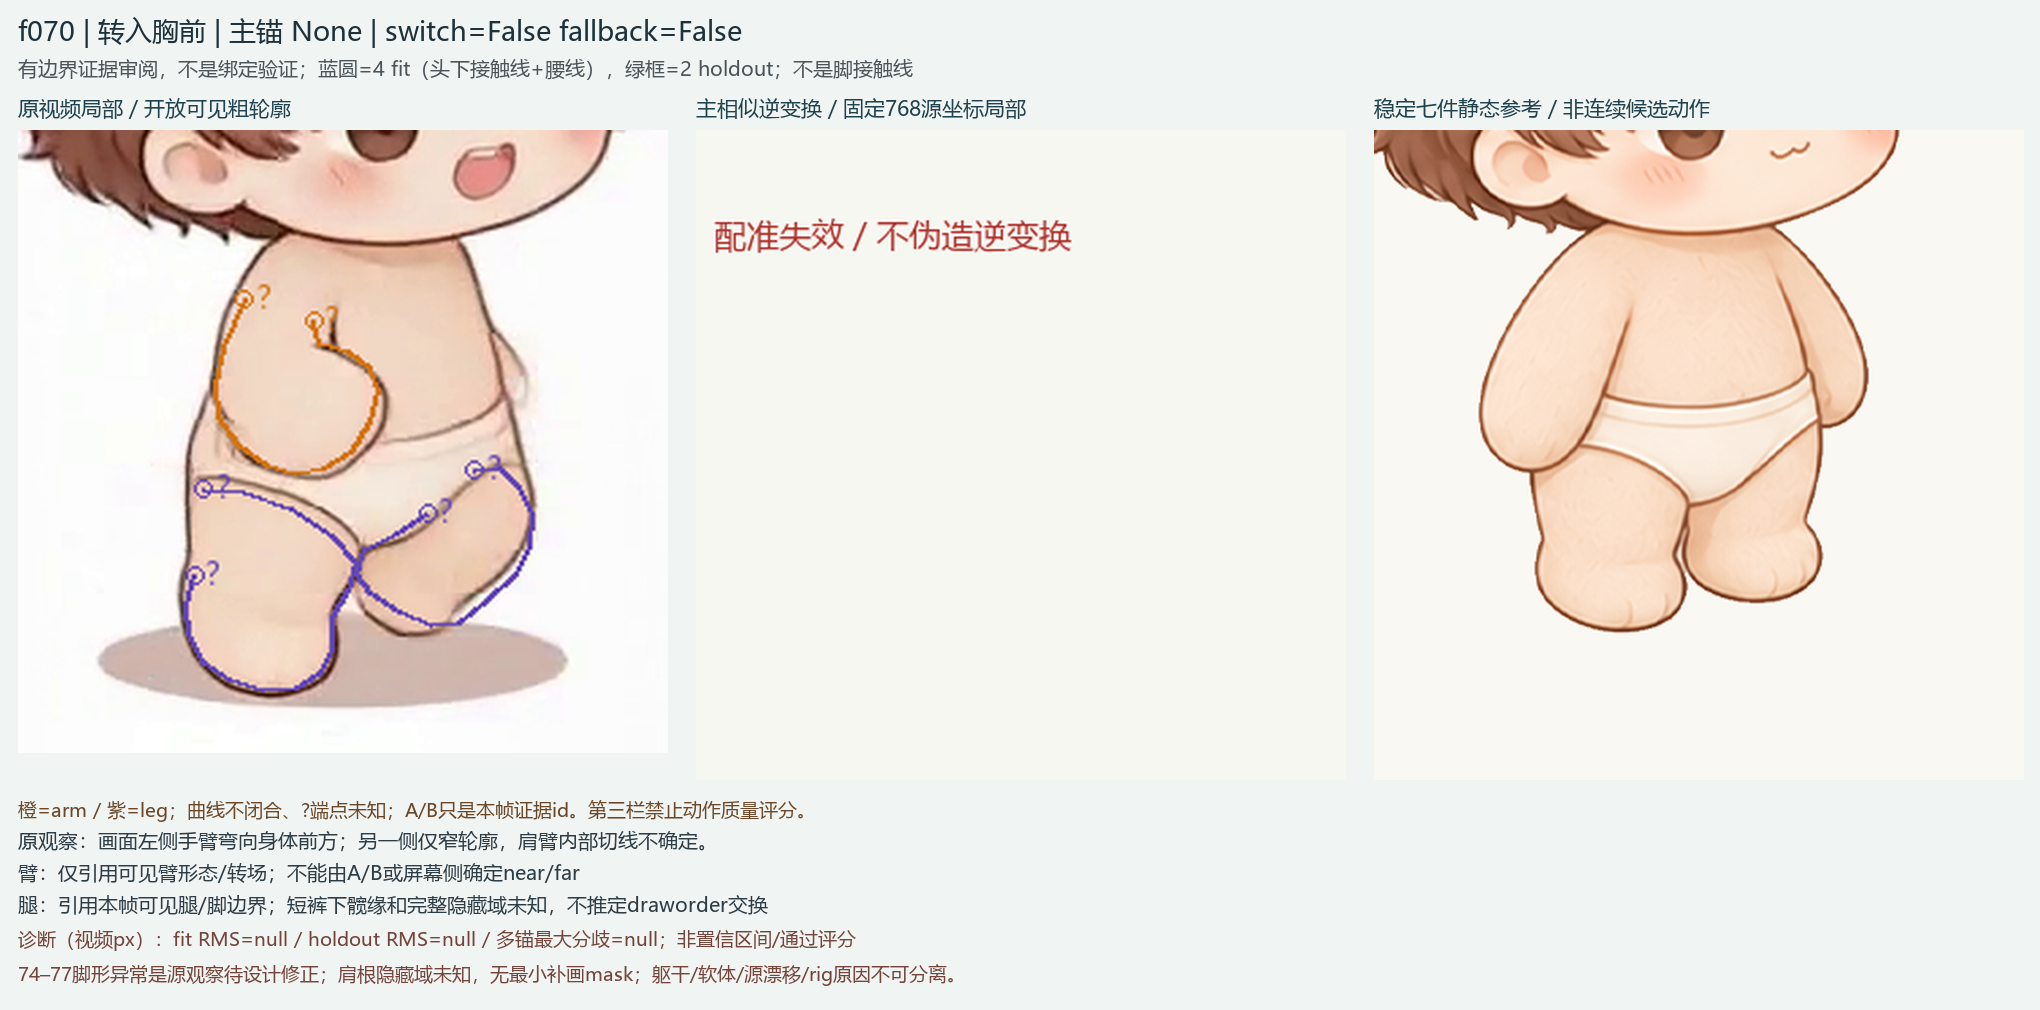 f070 | 转入胸前 | 主锚 None | switch=False fallback=False
有边界证据审阅，不是绑定验证；蓝圆=4 fit（头下接触线+腰线），绿框=2 holdout；不是脚接触线
原视频局部 / 开放可见粗轮廓
主相似逆变换 / 固定768源坐标局部
稳定七件静态参考 / 非连续候选动作
配准失效 / 不伪造逆变换
?
?
?
?
?
?
橙=arm / 紫=leg；曲线不闭合、?端点未知；A/B只是本帧证据id。第三栏禁止动作质量评分。
原观察：画面左侧手臂弯向身体前方；另一侧仅窄轮廓，肩臂内部切线不确定。
臂：仅引用可见臂形态/转场；不能由A/B或屏幕侧确定near/far
腿：引用本帧可见腿/脚边界；短裤下髋缘和完整隐藏域未知，不推定draworder交换
诊断（视频px）：fit RMS=null / holdout RMS=null / 多锚最大分歧=null；非置信区间/通过评分
74–77脚形异常是源观察待设计修正；肩根隐藏域未知，无最小补画mask；躯干/软体/源漂移/rig原因不可分离。